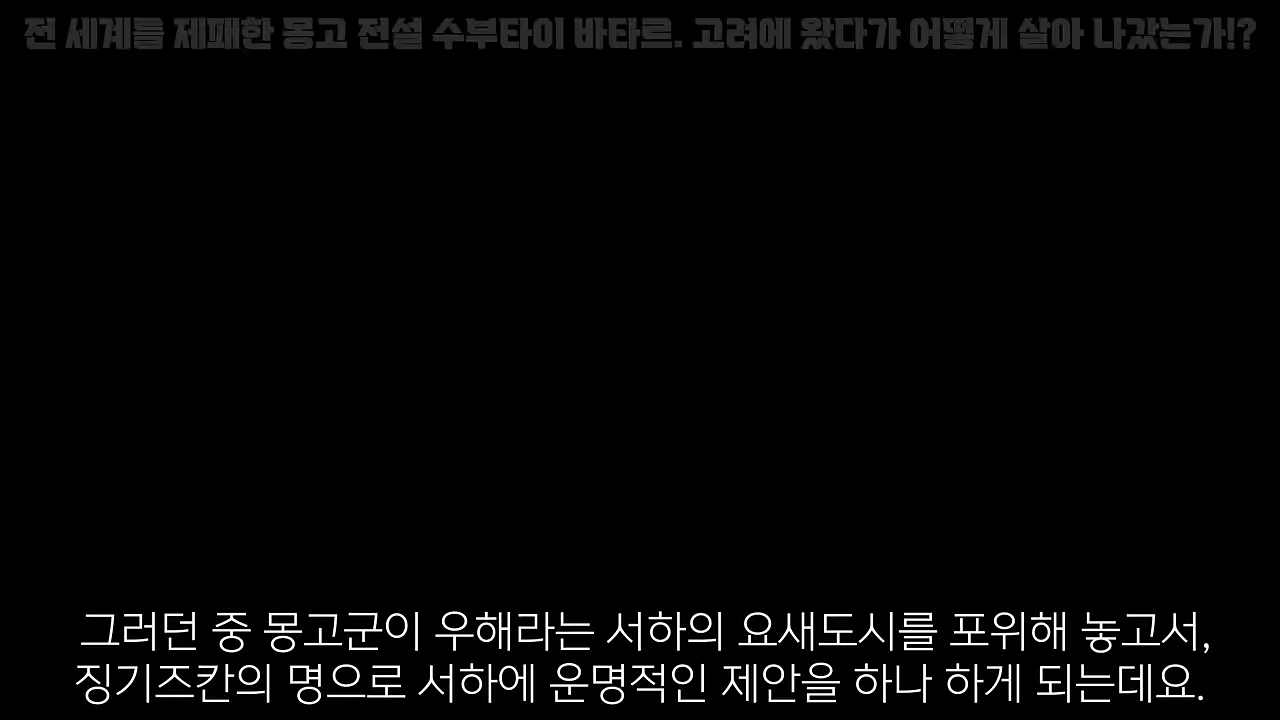 전 세계를 제패한 몽고 전설 수부타이 바타르. 고려에 왔다가 어떻게 살아 나갔는가!?
그러던 중 몽고군이 우해라는 서하의 요새도시를 포위해 놓고서,
징기즈칸의 명으로 서하에 운명적인 제안을 하나 하게 되는데요.